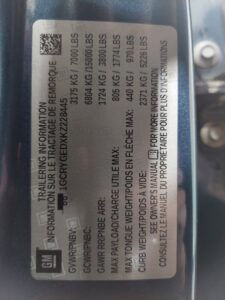 GM
TRAILERING INFORMATION
INFORMATION SUR LE TRACTAGE DE REMORQUE
1GCRYGEDXKZ228445
GVWR/PNBV: 3175 KG / 7000 LBS
GCWR/PNBC: 6804 KG / 15000 LBS
GAWR RR/PNBE ARR: 1724 KG / 3800 LBS
MAX PAYLOAD/CHARGE UTILE MAX: 805 KG / 1774 LBS
MAX TONGUE WEIGHT/POIDS EN FLÈCHE MAX: 440 KG / 970 LBS
CURB WEIGHT/POIDS À VIDE: 2371 KG / 5226 LBS
SEE OWNER'S MANUAL FOR MORE INFORMATION
CONSULTEZ LE MANUEL DU PROPRIÉTAIRE POUR PLUS D'INFORMATIONS